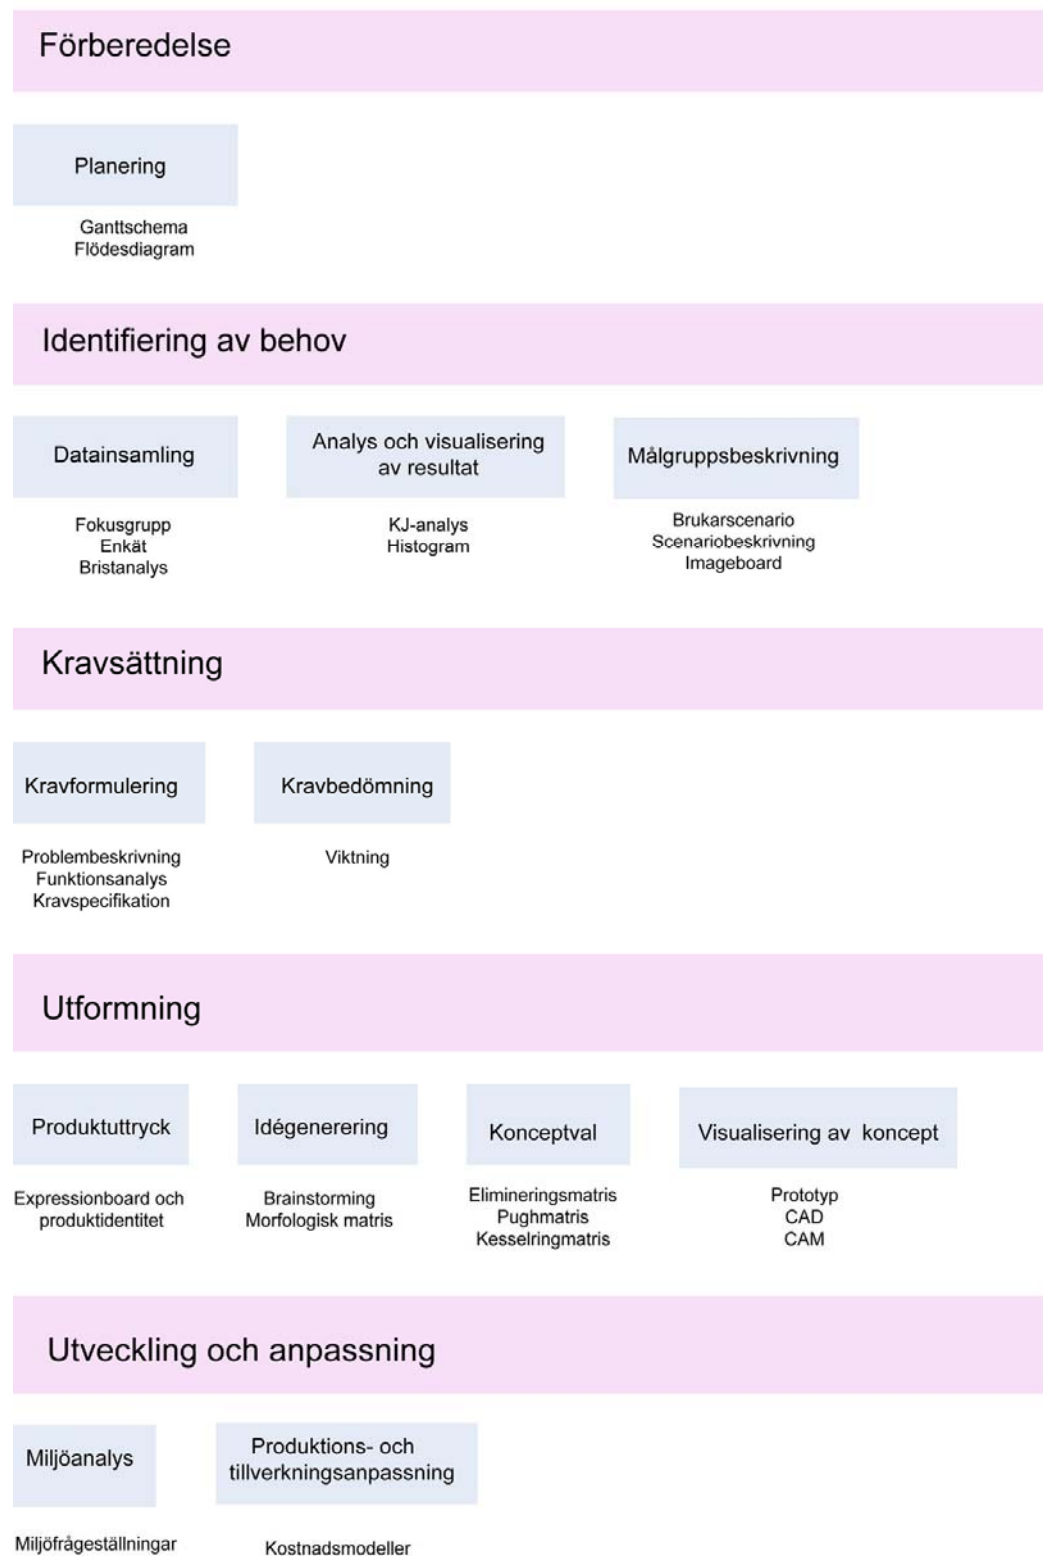 Förberedelse
Planering
Ganttschema
Flödesdiagram
Identifiering av behov
Datainsamling
Fokusgrupp
Enkät
Bristanalys
Analys och visualisering
av resultat
KJ-analys
Histogram
Målgruppsbeskrivning
Brukarscenario
Scenariobeskrivning
Imageboard
Kravsättning
Kravformulering
Problembeskrivning
Funktionsanalys
Kravspecifikation
Kravbedömning
Viktning
Utformning
Produktuttryck
Expressionboard och
produktidentitet
Idégenerering
Brainstorming
Morfologisk matris
Konceptval
Elimineringsmatris
Pughmatris
Kesselringmatris
Visualisering av koncept
Prototyp
CAD
CAM
Utveckling och anpassning
Miljöanalys
Miljöfrågeställningar
Produktions- och
tillverkningsanpassning
Kostnadsmodeller